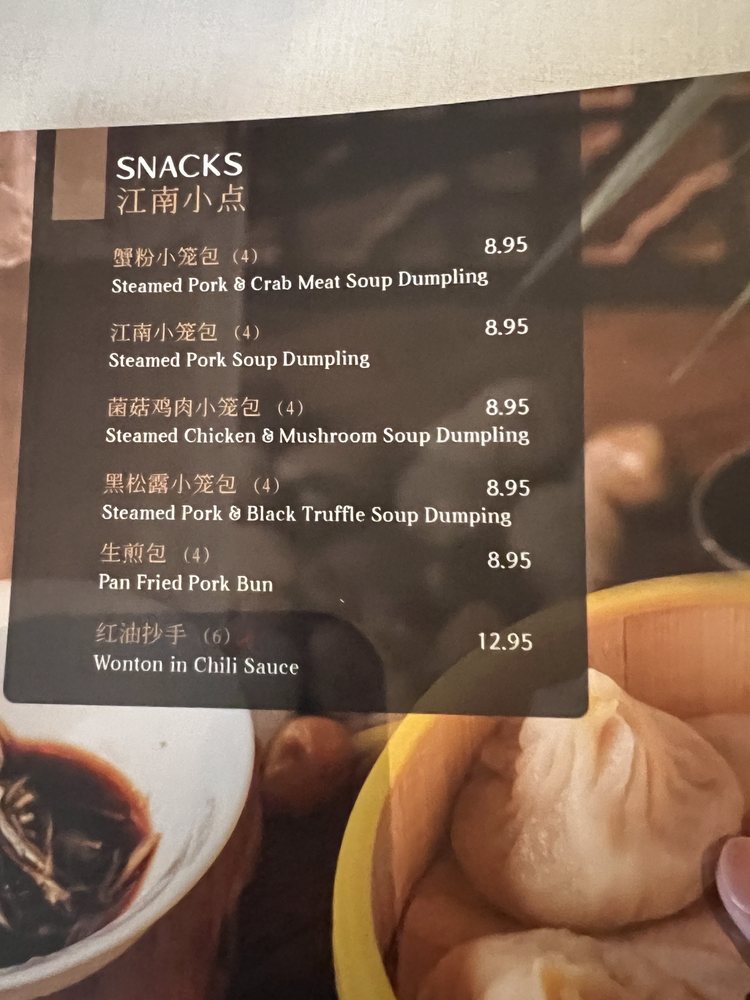 SNACKS
江南小点
蟹粉小笼包 (4) 8.95
Steamed Pork & Crab Meat Soup Dumpling
江南小笼包 (4) 8.95
Steamed Pork Soup Dumpling
菌菇鸡肉小笼包 (4) 8.95
Steamed Chicken & Mushroom Soup Dumpling
黑松露小笼包 (4) 8.95
Steamed Pork & Black Truffle Soup Dumping
生煎包 (4) 8.95
Pan Fried Pork Bun
红油抄手 (6) 12.95
Wonton in Chili Sauce